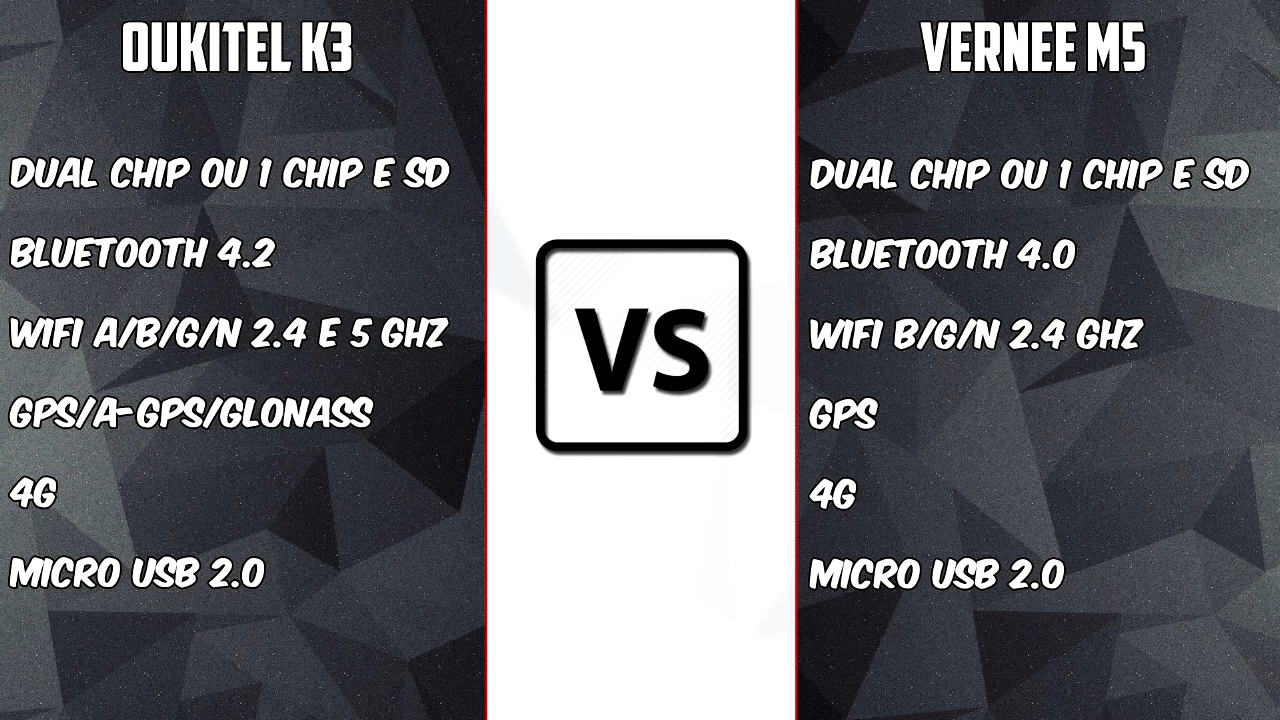 OUKITEL K3
DUAL CHIP OU 1 CHIP E SD
BLUETOOTH 4.2
WIFI A/B/G/N 2.4 E 5 GHZ
GPS/A-GPS/GLONASS
4G
MICRO USB 2.0
VS
VERNEE M5
DUAL CHIP OU 1 CHIP E SD
BLUETOOTH 4.0
WIFI B/G/N 2.4 GHZ
GPS
4G
MICRO USB 2.0